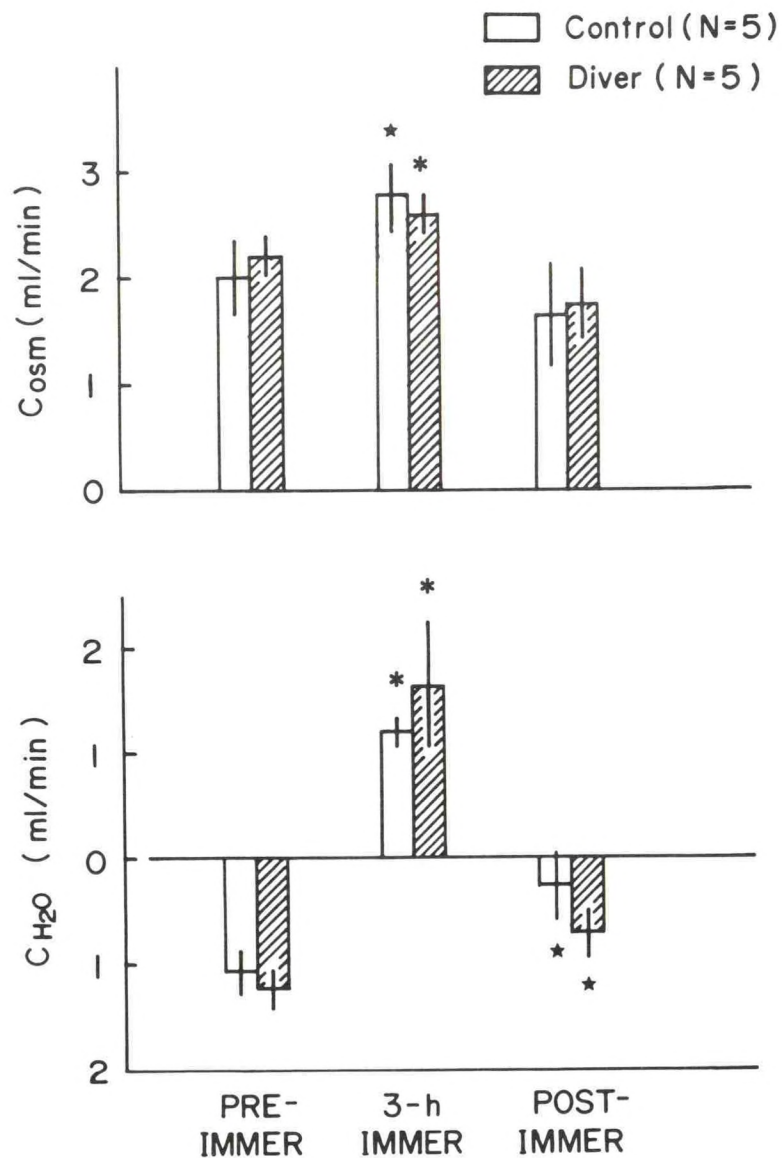 Control (N=5)
Diver (N=5)
Cosm (ml/min)
3
2
1
0
★
*
CH2O (ml/min)
2
1
0
1
2
*
*
★
★
PRE-IMMER
3-h IMMER
POST-IMMER